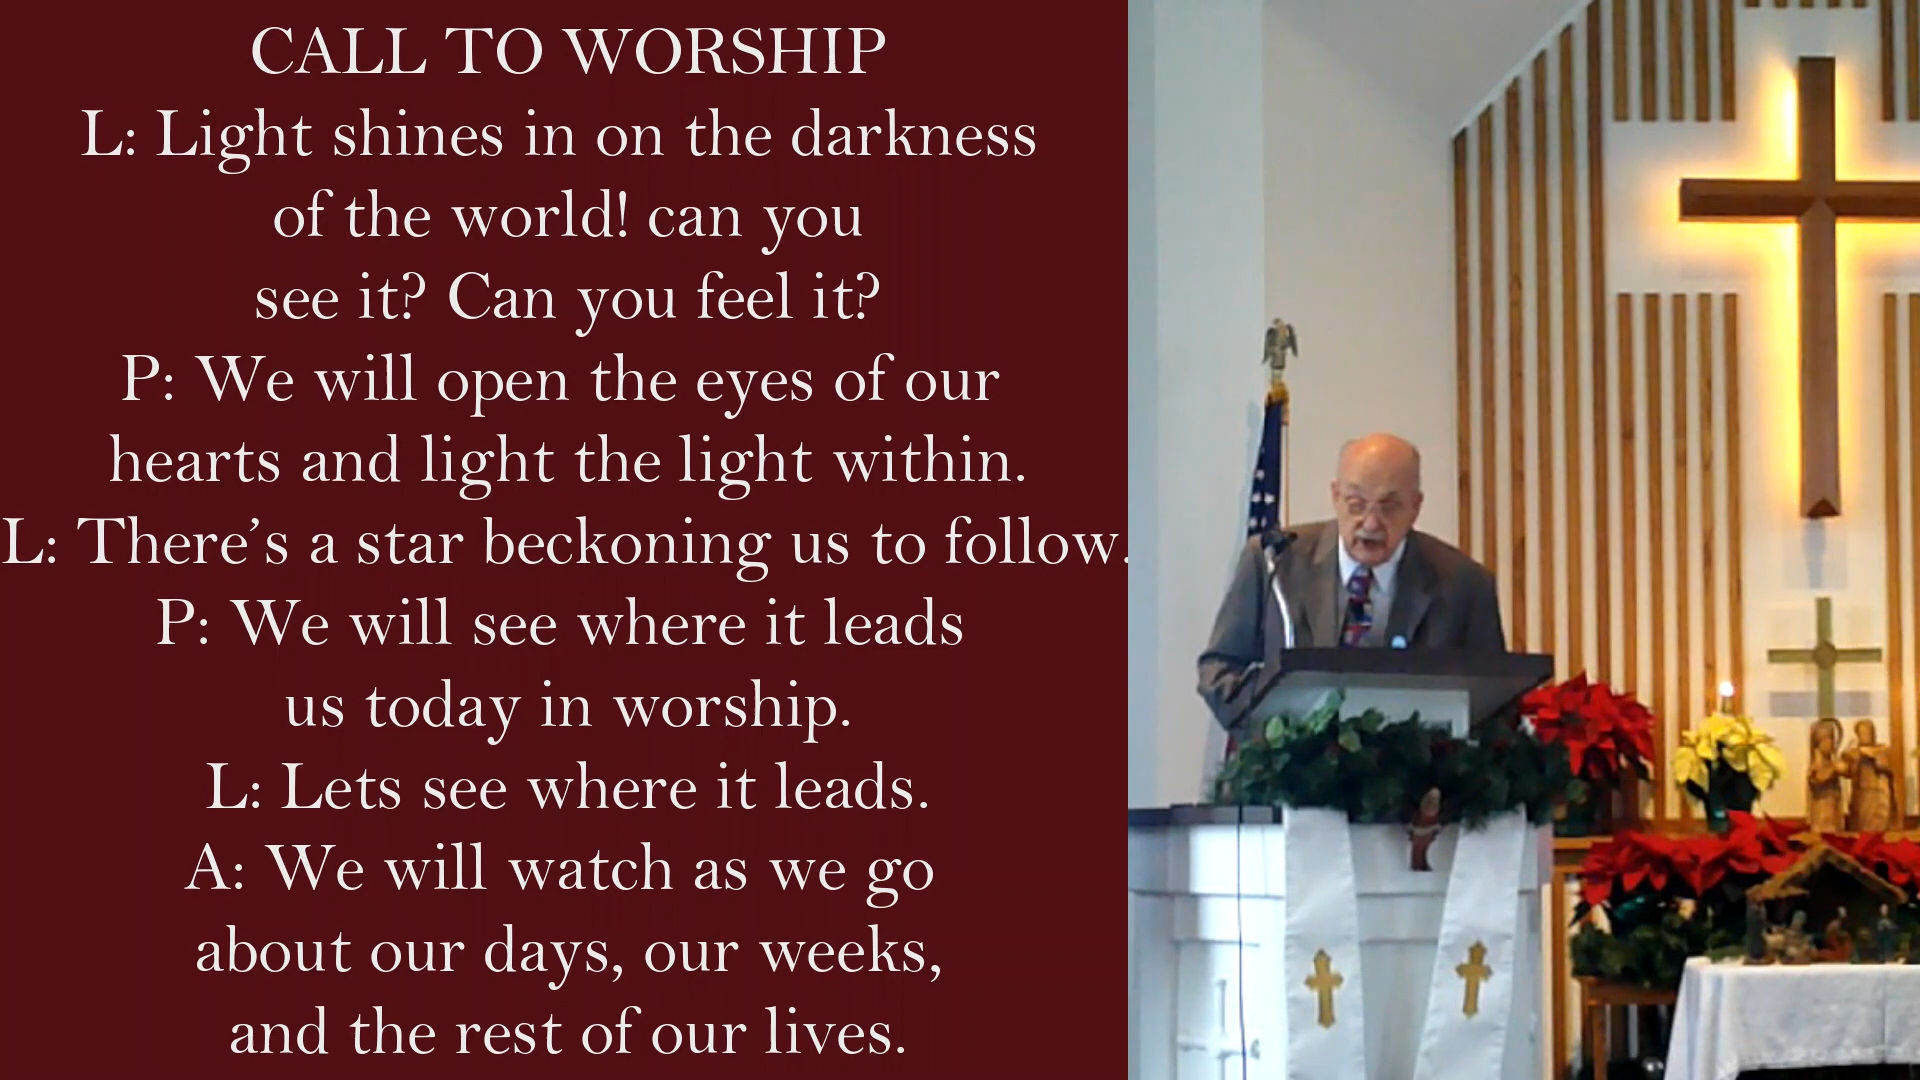 CALL TO WORSHIP
L: Light shines in on the darkness
of the world! can you
see it? Can you feel it?
P: We will open the eyes of our
hearts and light the light within.
L: There’s a star beckoning us to follow.
P: We will see where it leads
us today in worship.
L: Lets see where it leads.
A: We will watch as we go
about our days, our weeks,
and the rest of our lives.